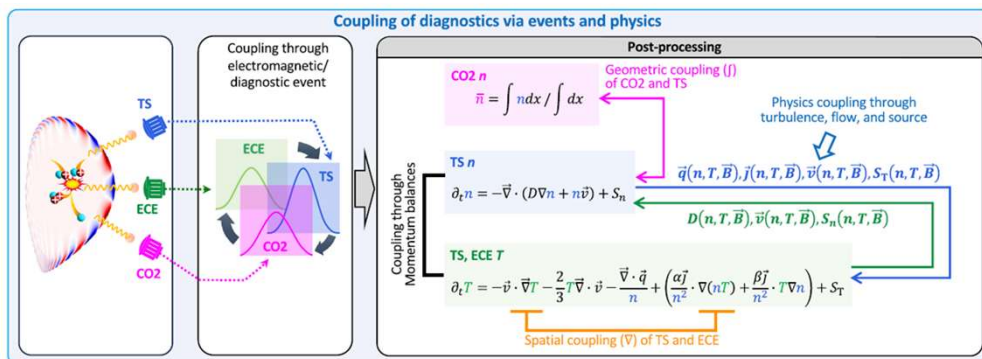 Coupling of diagnostics via events and physics
TS
ECE
CO2
Coupling through
electromagnetic/
diagnostic event
ECE
TS
CO2
Post-processing
CO2 n
n̄ = ∫ ndx / ∫ dx
Geometric coupling (∫)
of CO2 and TS
Physics coupling through
turbulence, flow, and source
Coupling through
Momentum balances
TS n
∂ₜn = −∇⃗ · (D∇n + nv⃗) + Sₙ
q⃗(n, T, B⃗), j⃗(n, T, B⃗), v⃗(n, T, B⃗), S_T(n, T, B⃗)
D(n, T, B⃗), v⃗(n, T, B⃗), Sₙ(n, T, B⃗)
TS, ECE T
∂ₜT = −v⃗ · ∇⃗T − 2/3 T∇⃗ · v⃗ − ∇⃗ · q⃗/n + (αj⃗/n² · ∇(nT) + βj⃗/n² · T∇n) + S_T
Spatial coupling (∇) of TS and ECE